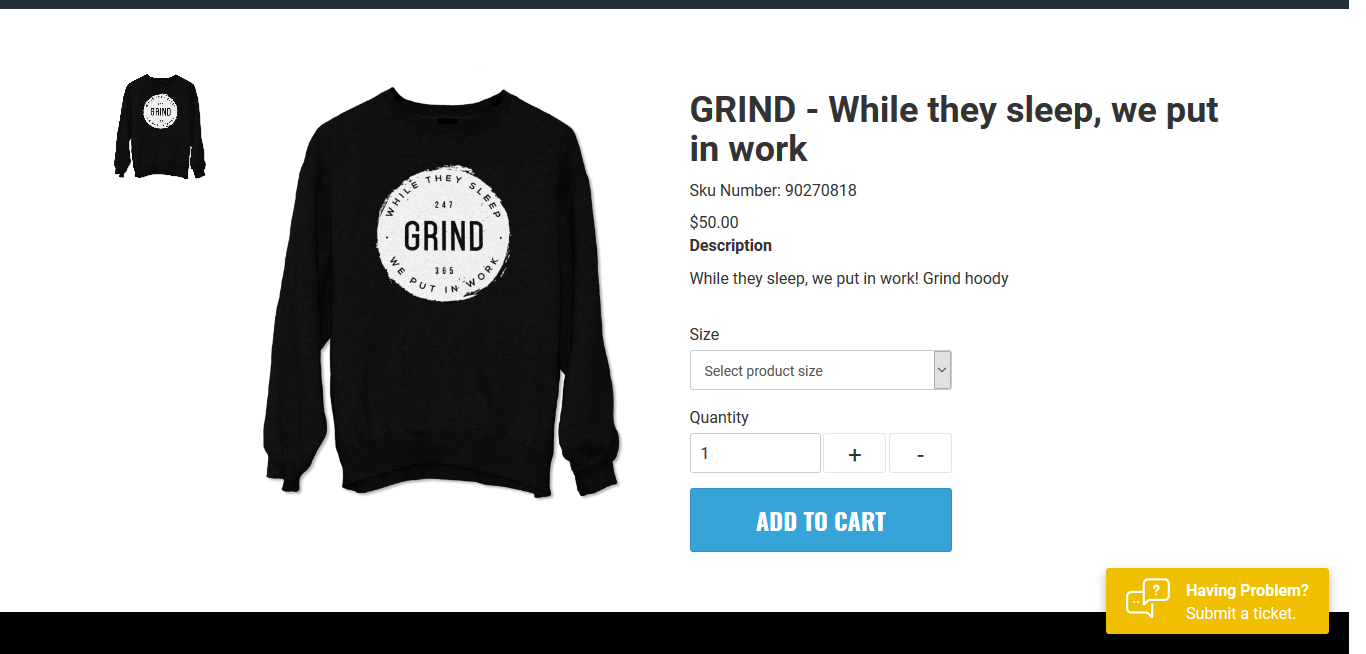 GRIND
WHILE THEY SLEEP
247
GRIND
365
WE PUT IN WORK
GRIND - While they sleep, we put
in work
Sku Number: 90270818
$50.00
Description
While they sleep, we put in work! Grind hoody
Size
Select product size
Quantity
1
+
-
ADD TO CART
?
Having Problem?
Submit a ticket.